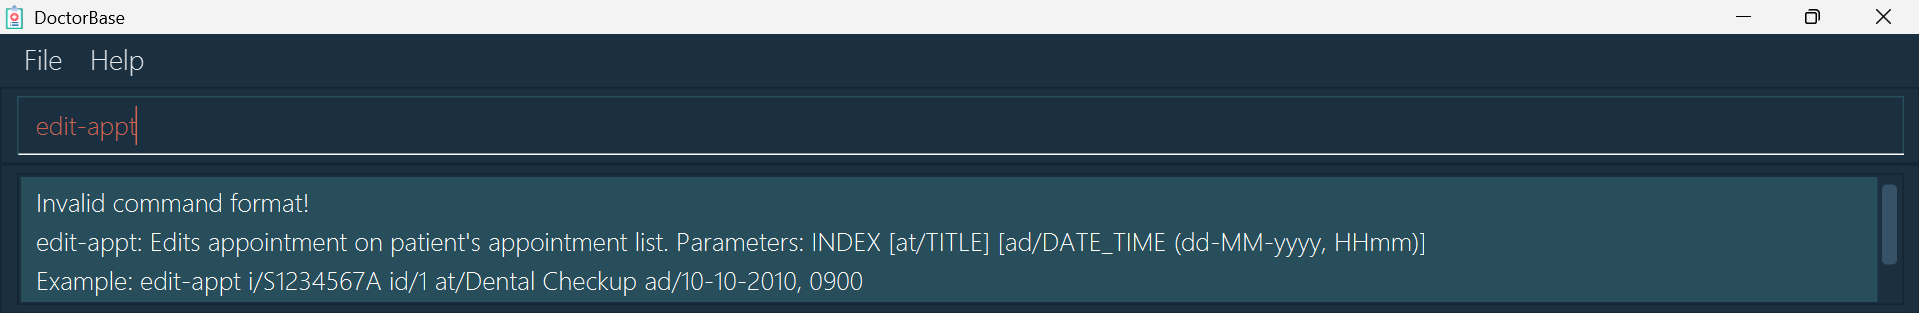 DoctorBase
File Help
edit-appt
Invalid command format!
edit-appt: Edits appointment on patient's appointment list. Parameters: INDEX [at/TITLE] [ad/DATE_TIME (dd-MM-yyyy, HHmm)]
Example: edit-appt i/S1234567A id/1 at/Dental Checkup ad/10-10-2010, 0900